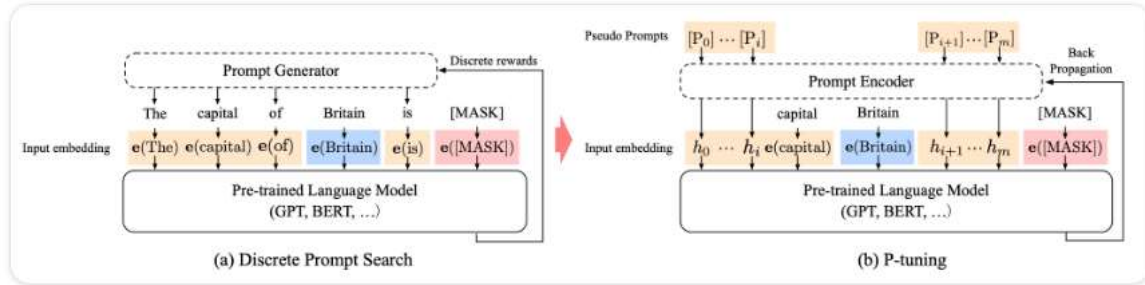 Prompt Generator
Discrete rewards
The capital of Britain is [MASK]
Input embedding e(The) e(capital) e(of) e(Britain) e(is) e([MASK])
Pre-trained Language Model
(GPT, BERT, …)
(a) Discrete Prompt Search
Pseudo Prompts [P₀] ⋯ [Pᵢ] [Pᵢ₊₁] ⋯ [Pₘ]
Back
Propagation
Prompt Encoder
capital Britain [MASK]
Input embedding h₀ ⋯ hᵢ e(capital) e(Britain) hᵢ₊₁ ⋯ hₘ e([MASK])
Pre-trained Language Model
(GPT, BERT, …)
(b) P-tuning